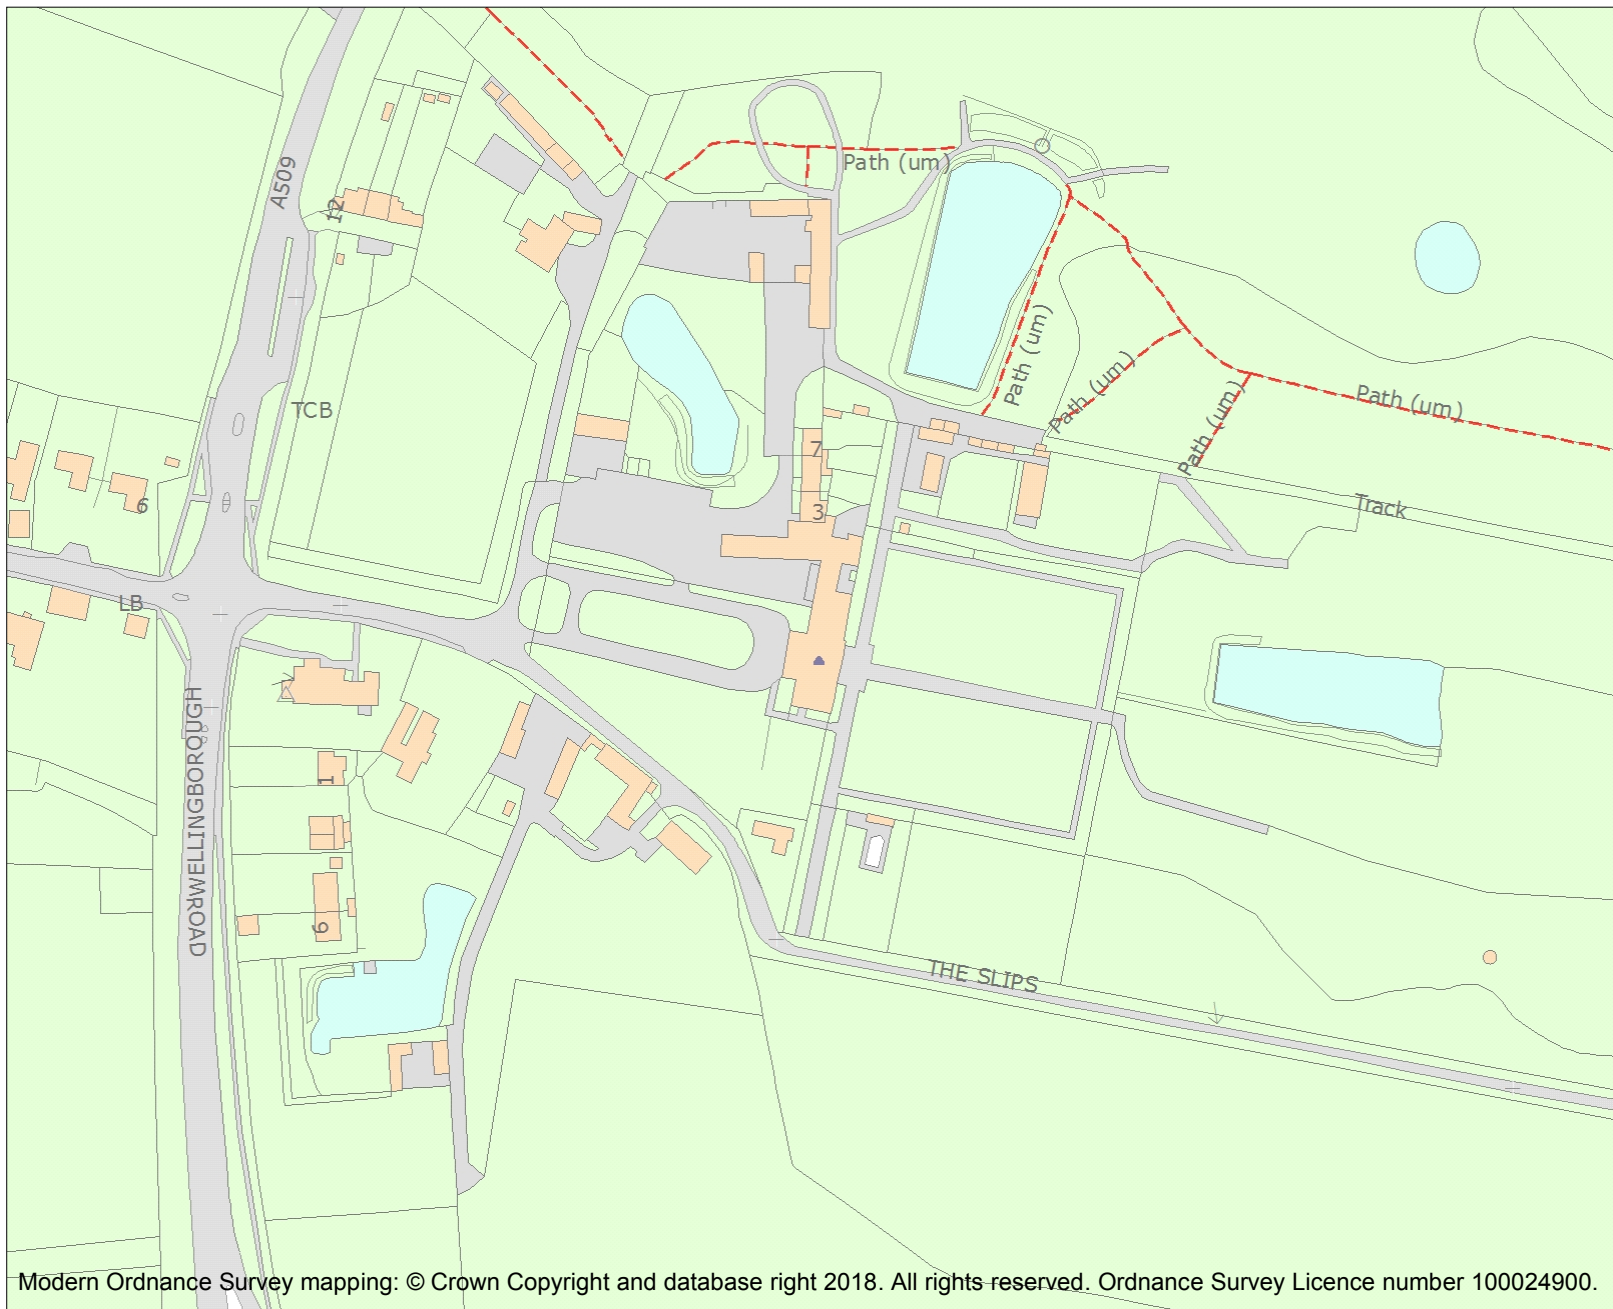 A509
12
Path (um)
Path (um)
Path (um)
Path (um)
Path (um)
TCB
7
6
3
Track
LB
WELLINGBOROUGH ROAD
1
6
THE SLIPS
Modern Ordnance Survey mapping: © Crown Copyright and database right 2018. All rights reserved. Ordnance Survey Licence number 100024900.